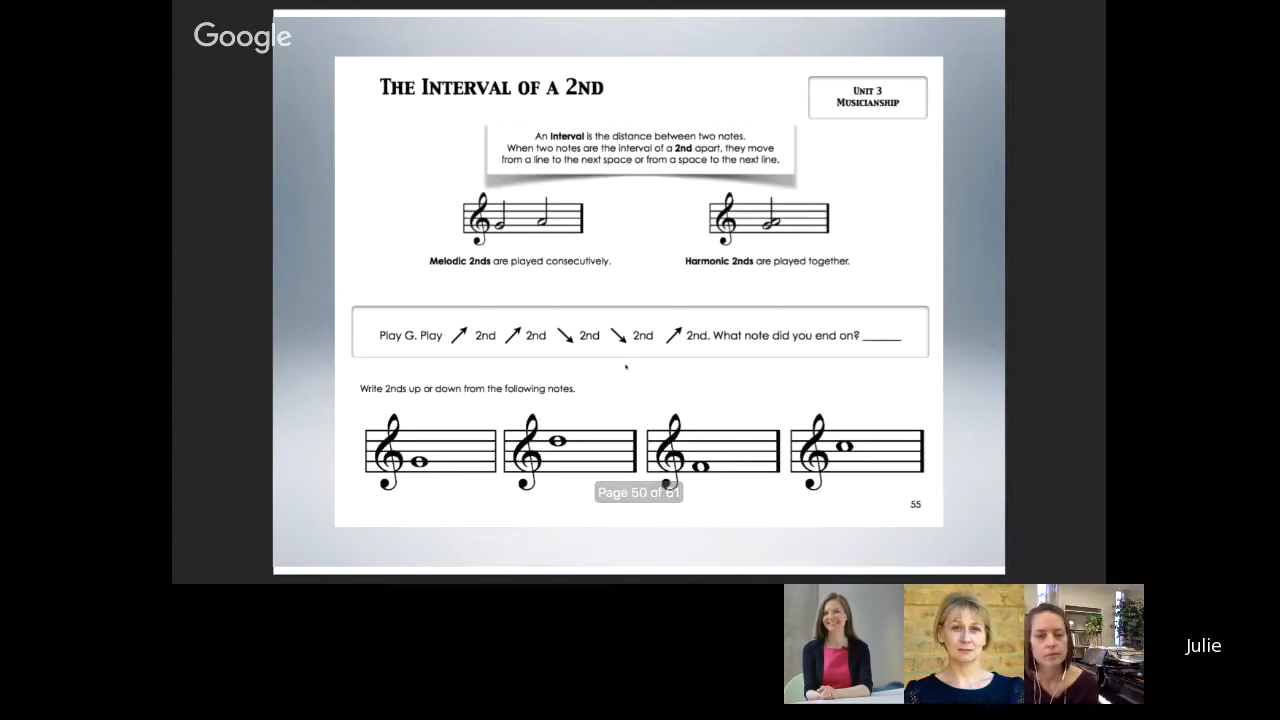 Google
The Interval of a 2nd
Unit 3
Musicianship
An Interval is the distance between two notes.
When two notes are the interval of a 2nd apart, they move
from a line to the next space or from a space to the next line.
Melodic 2nds are played consecutively.
Harmonic 2nds are played together.
Play G. Play ↗ 2nd ↗ 2nd ↘ 2nd ↘ 2nd ↗ 2nd. What note did you end on? ______
Write 2nds up or down from the following notes.
Page 50 of 61
55
Julie